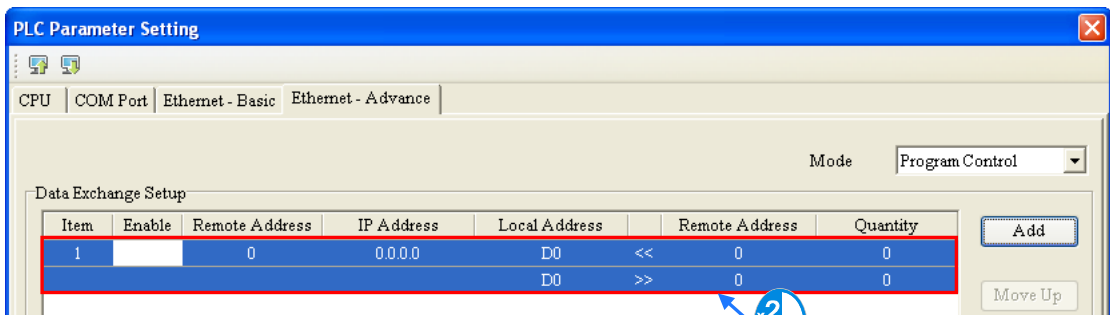 PLC Parameter Setting
CPU COM Port Ethernet - Basic Ethernet - Advance
Mode Program Control
Data Exchange Setup
Item Enable Remote Address IP Address Local Address Remote Address Quantity
Add
1 0 0.0.0.0 D0 << 0 0
D0 >> 0 0
Move Up
2